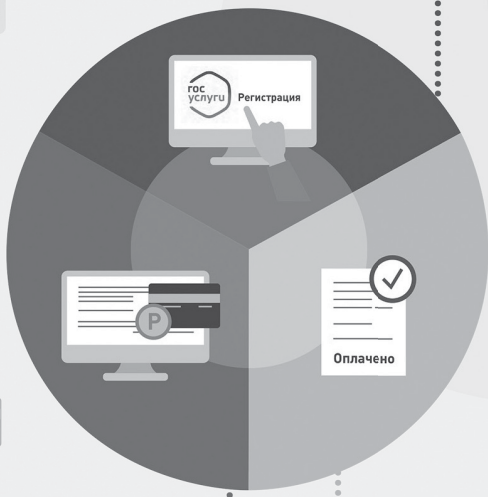 гос
услуги
Регистрация
Р
Оплачено